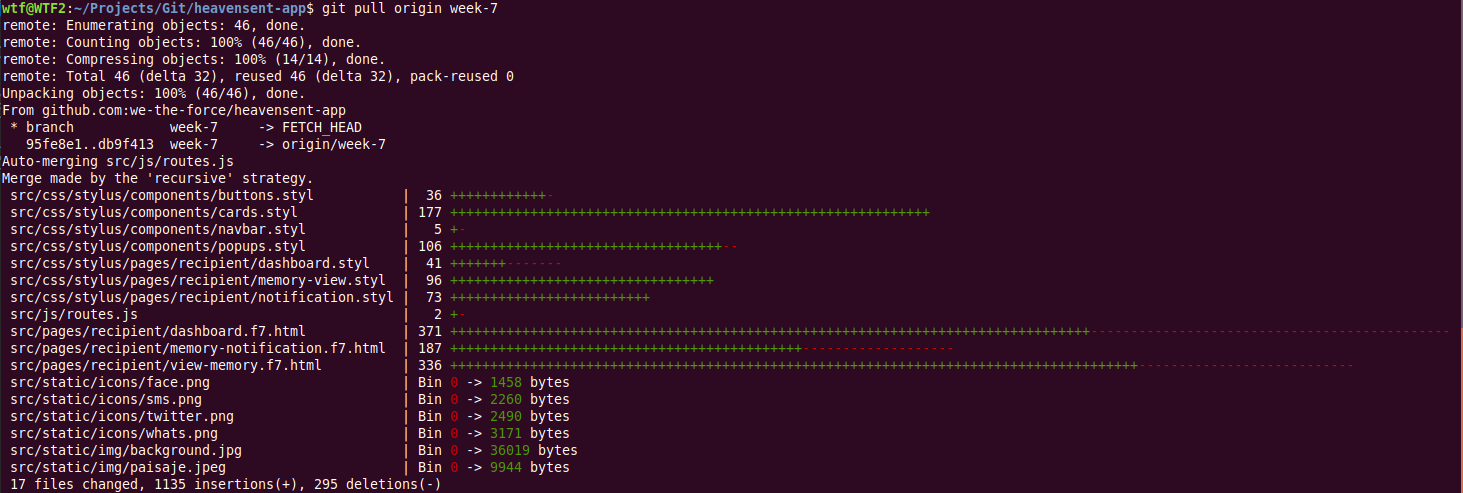 wtf@WTF2:~/Projects/Git/heavensent-app$ git pull origin week-7
remote: Enumerating objects: 46, done.
remote: Counting objects: 100% (46/46), done.
remote: Compressing objects: 100% (14/14), done.
remote: Total 46 (delta 32), reused 46 (delta 32), pack-reused 0
Unpacking objects: 100% (46/46), done.
From github.com:we-the-force/heavensent-app
 * branch            week-7     -> FETCH_HEAD
   95fe8e1..db9f413  week-7     -> origin/week-7
Auto-merging src/js/routes.js
Merge made by the 'recursive' strategy.
 src/css/stylus/components/buttons.styl           |  36 ++++++++++++-
 src/css/stylus/components/cards.styl             | 177 ++++++++++++++++++++++++++++++++++++++++++++++++++++++++++++
 src/css/stylus/components/navbar.styl            |   5 +-
 src/css/stylus/components/popups.styl            | 106 ++++++++++++++++++++++++++++++++++--
 src/css/stylus/pages/recipient/dashboard.styl    |  41 +++++++-------
 src/css/stylus/pages/recipient/memory-view.styl  |  96 +++++++++++++++++++++++++++++++++
 src/css/stylus/pages/recipient/notification.styl |  73 +++++++++++++++++++++++++
 src/js/routes.js                                 |   2 +-
 src/pages/recipient/dashboard.f7.html            | 371 ++++++++++++++++++++++++++++++++++++++++++++++++++++++++++++++++++++++++++++++++---------------------------------------------
 src/pages/recipient/memory-notification.f7.html  | 187 ++++++++++++++++++++++++++++++++++++++++++++-------------------
 src/pages/recipient/view-memory.f7.html          | 336 ++++++++++++++++++++++++++++++++++++++++++++++++++++++++++++++++++++++++++++++++++++++---------------------------
 src/static/icons/face.png                        | Bin 0 -> 1458 bytes
 src/static/icons/sms.png                         | Bin 0 -> 2260 bytes
 src/static/icons/twitter.png                     | Bin 0 -> 2490 bytes
 src/static/icons/whats.png                       | Bin 0 -> 3171 bytes
 src/static/img/background.jpg                    | Bin 0 -> 36019 bytes
 src/static/img/paisaje.jpeg                      | Bin 0 -> 9944 bytes
 17 files changed, 1135 insertions(+), 295 deletions(-)